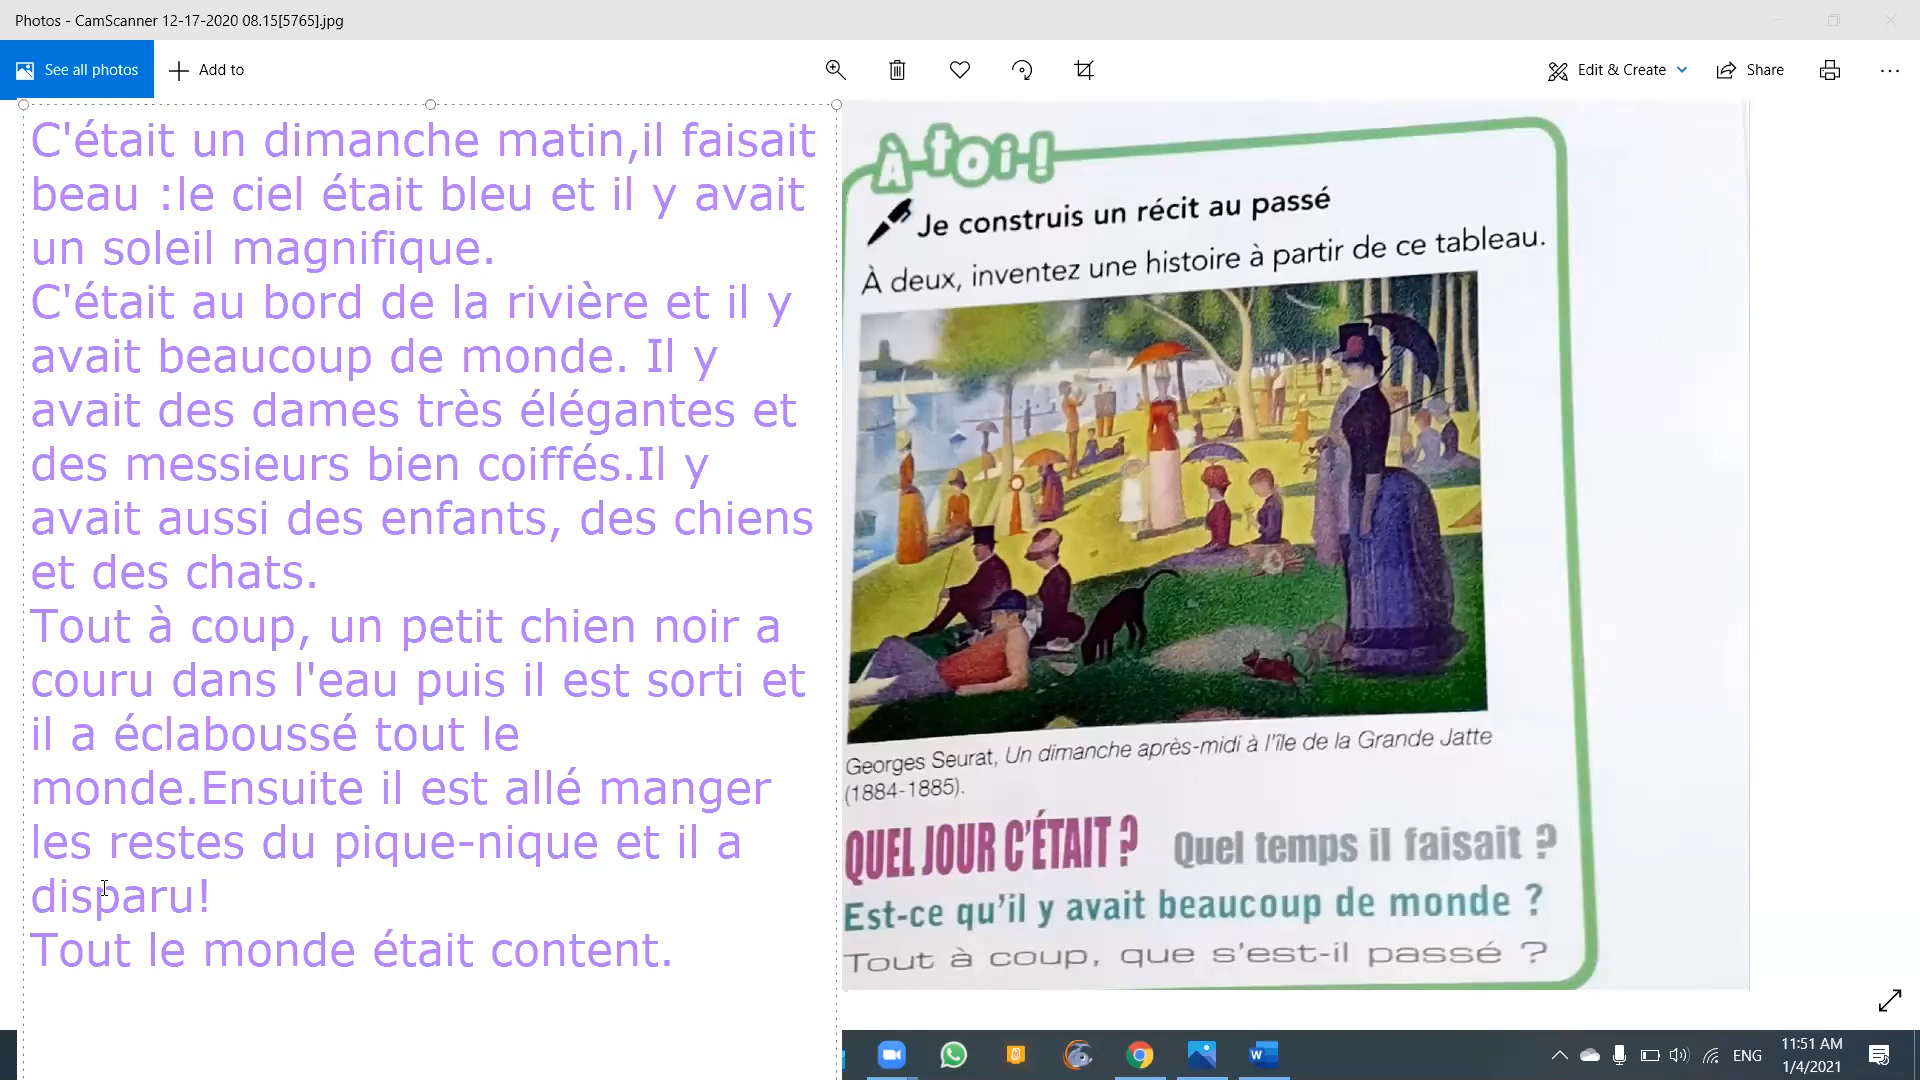 Photos - CamScanner 12-17-2020 08.15[5765].jpg
See all photos
Add to
Edit & Create
Share
C'était un dimanche matin,il faisait
beau :le ciel était bleu et il y avait
un soleil magnifique.
C'était au bord de la rivière et il y
avait beaucoup de monde. Il y
avait des dames très élégantes et
des messieurs bien coiffés.Il y
avait aussi des enfants, des chiens
et des chats.
Tout à coup, un petit chien noir a
couru dans l'eau puis il est sorti et
il a éclaboussé tout le
monde.Ensuite il est allé manger
les restes du pique-nique et il a
disparu!
Tout le monde était content.
À toi !
Je construis un récit au passé
À deux, inventez une histoire à partir de ce tableau.
Georges Seurat, Un dimanche après-midi à l'île de la Grande Jatte
(1884-1885).
QUEL JOUR C'ÉTAIT ? Quel temps il faisait ?
Est-ce qu'il y avait beaucoup de monde ?
Tout à coup, que s'est-il passé ?
ENG
11:51 AM
1/4/2021